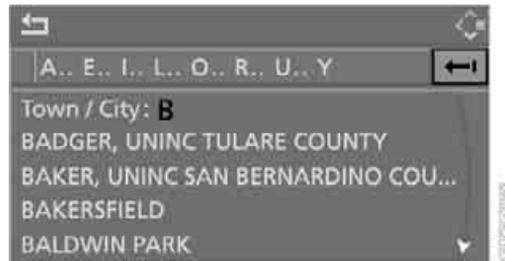 A.. E.. I.. L.. O.. R.. U.. Y
Town / City: B
BADGER, UNINC TULARE COUNTY
BAKER, UNINC SAN BERNARDINO COU...
BAKERSFIELD
BALDWIN PARK